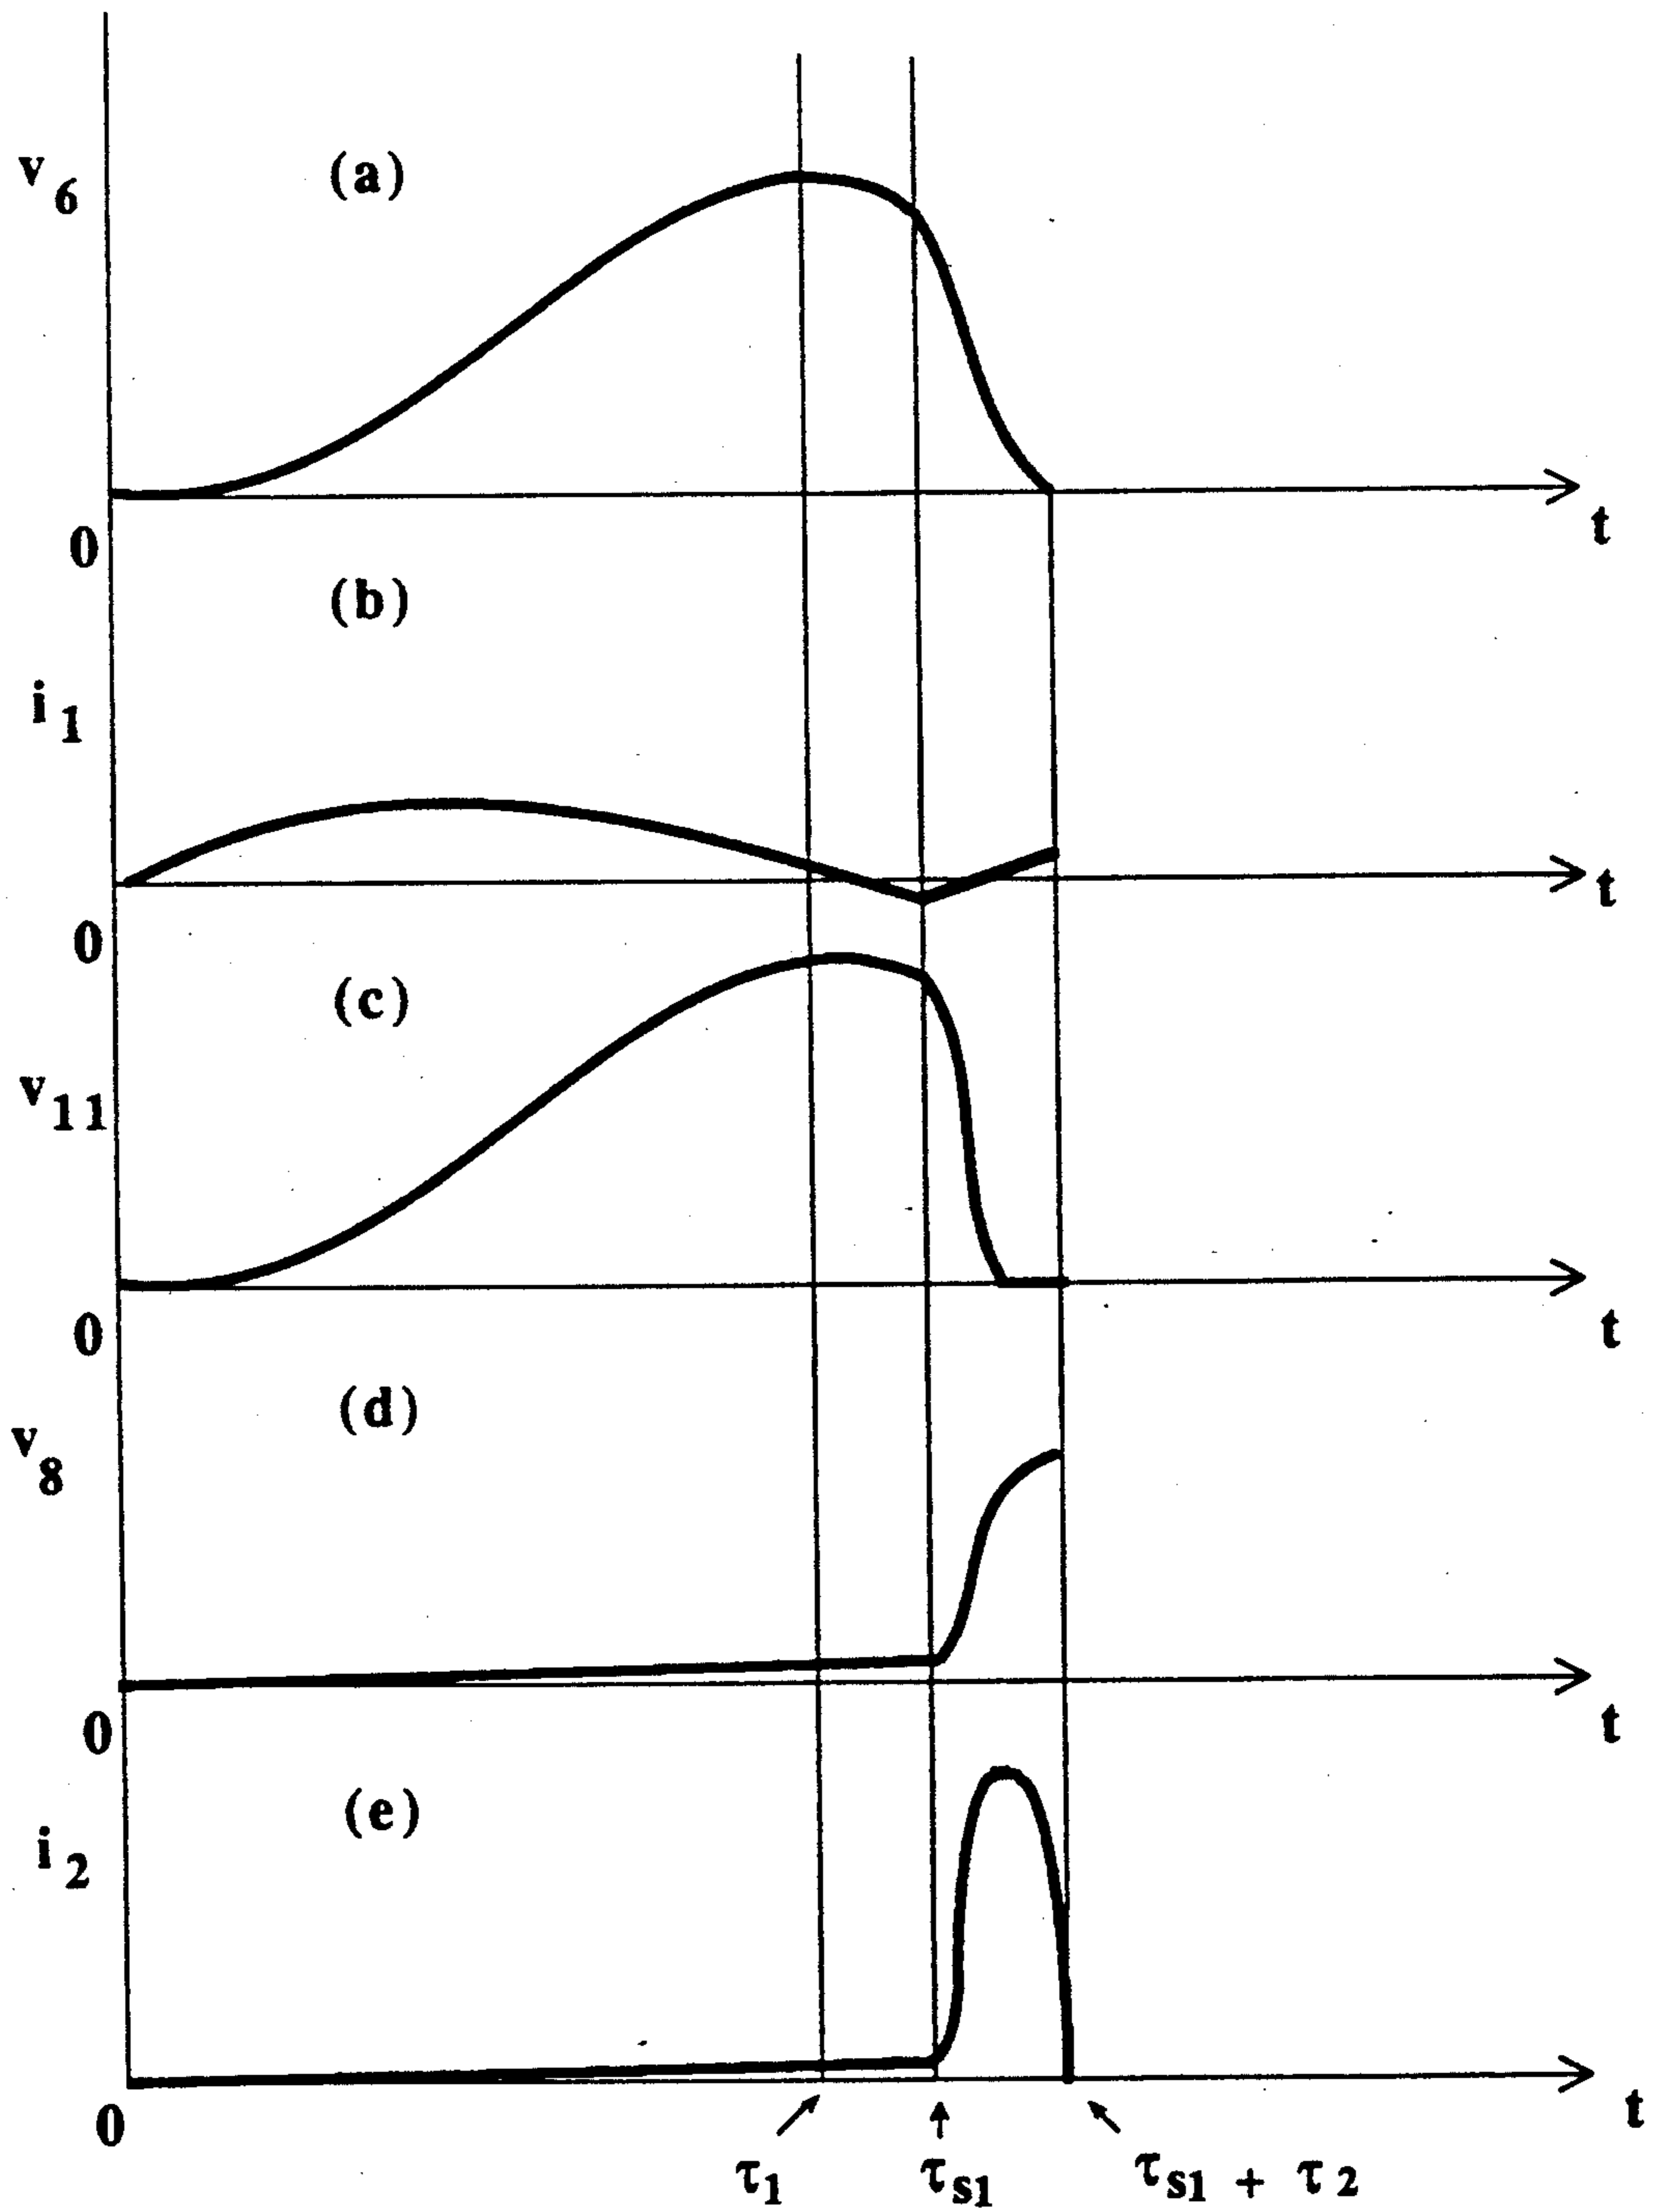 (a)
v6
t
0
(b)
i1
t
0
(c)
v11
t
0
(d)
v8
t
0
(e)
i2
t
0
τ1 τS1 τS1 + τ2